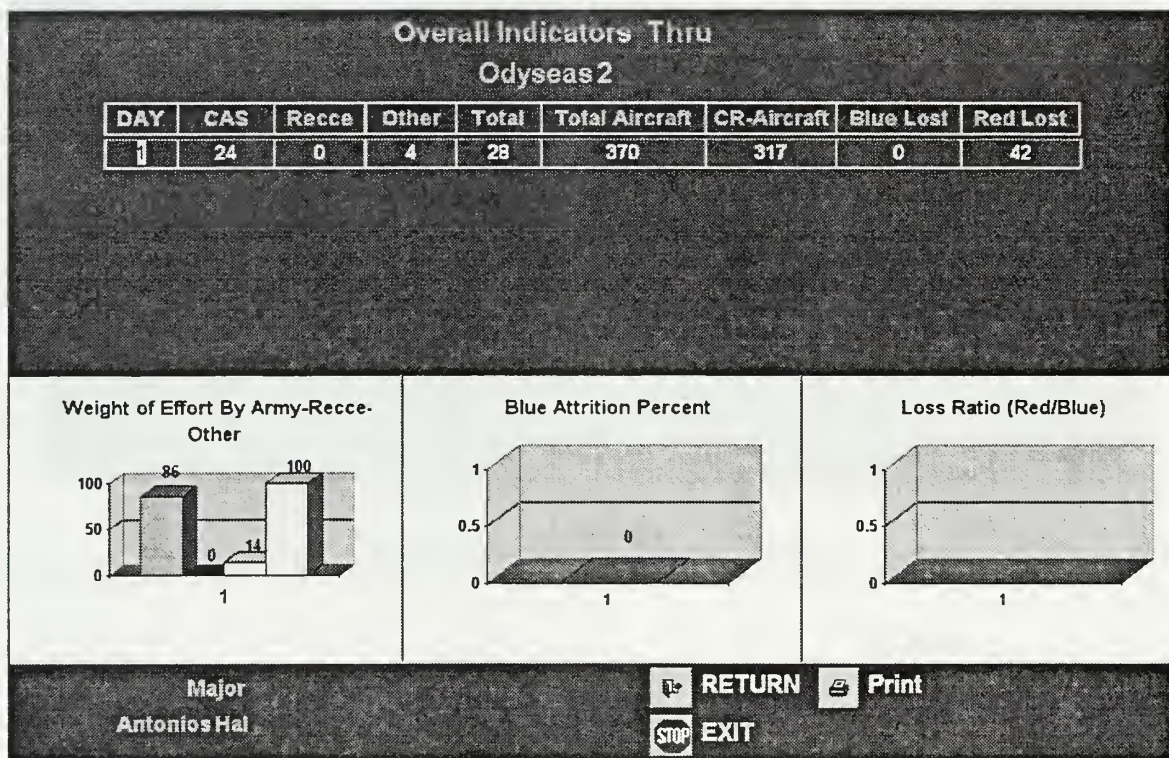 Overall Indicators Thru
Odyseas 2
DAY CAS Recce Other Total Total Aircraft CR-Aircraft Blue Lost Red Lost
1 24 0 4 28 370 317 0 42
Weight of Effort By Army-Recce-
Other
100
50
0
86
0
14
100
1
Blue Attrition Percent
1
0.5
0
0
1
Loss Ratio (Red/Blue)
1
0.5
0
1
Major
Antonios Hal
RETURN
Print
STOP
EXIT